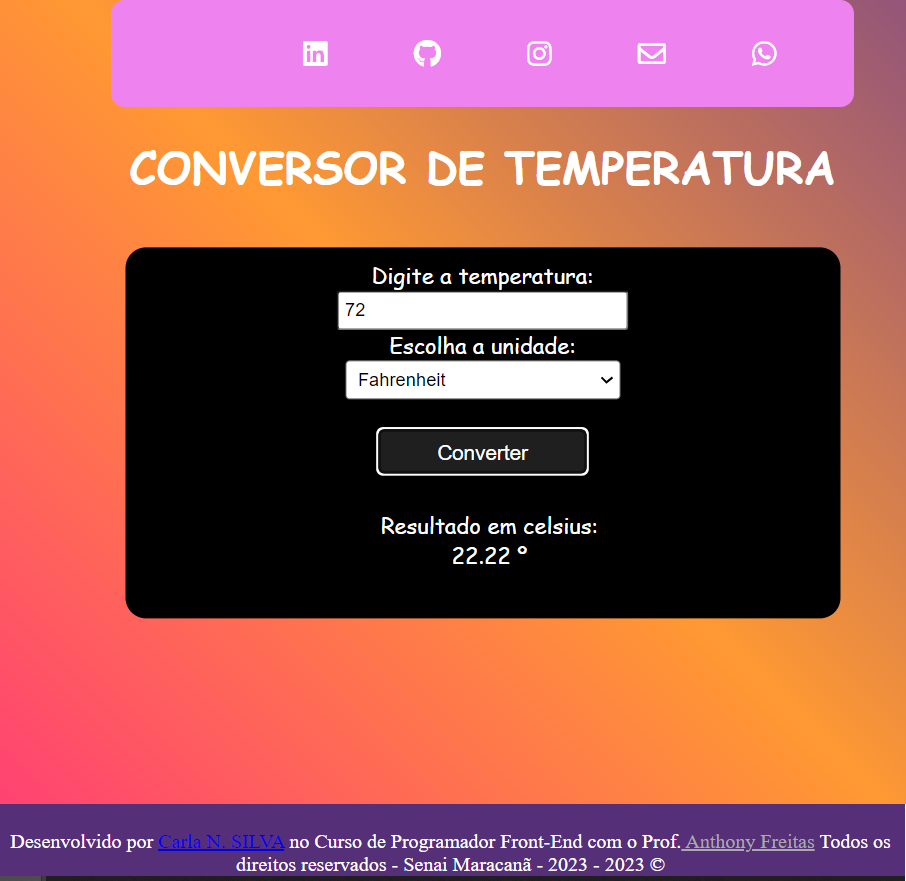 CONVERSOR DE TEMPERATURA
Digite a temperatura:
72
Escolha a unidade:
Fahrenheit
Converter
Resultado em celsius:
22.22 º
Desenvolvido por Carla N. SILVA no Curso de Programador Front-End com o Prof. Anthony Freitas Todos os
direitos reservados - Senai Maracanã - 2023 - 2023 ©